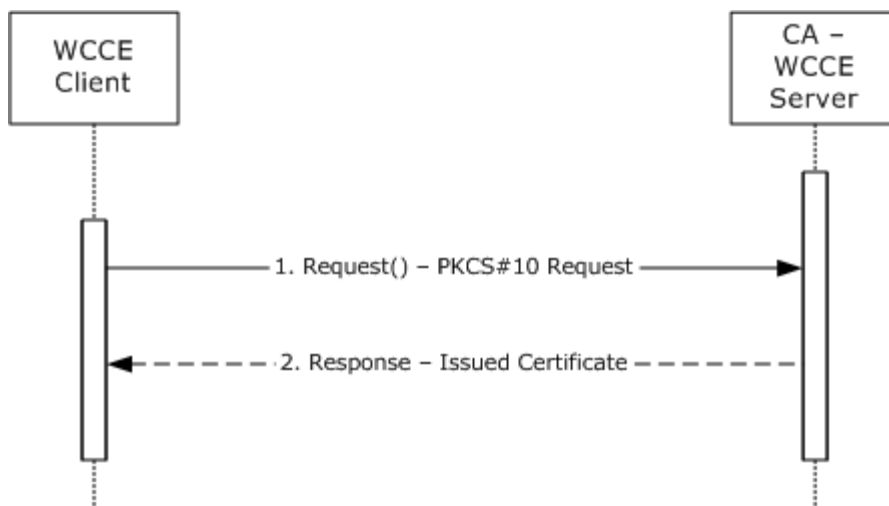 WCCE
Client
CA –
WCCE
Server
1. Request() – PKCS#10 Request
2. Response – Issued Certificate